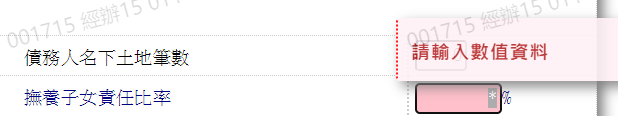 001715 經辦15 001715 經辦15 01
請輸入數值資料
債務人名下土地筆數
撫養子女責任比率 * %